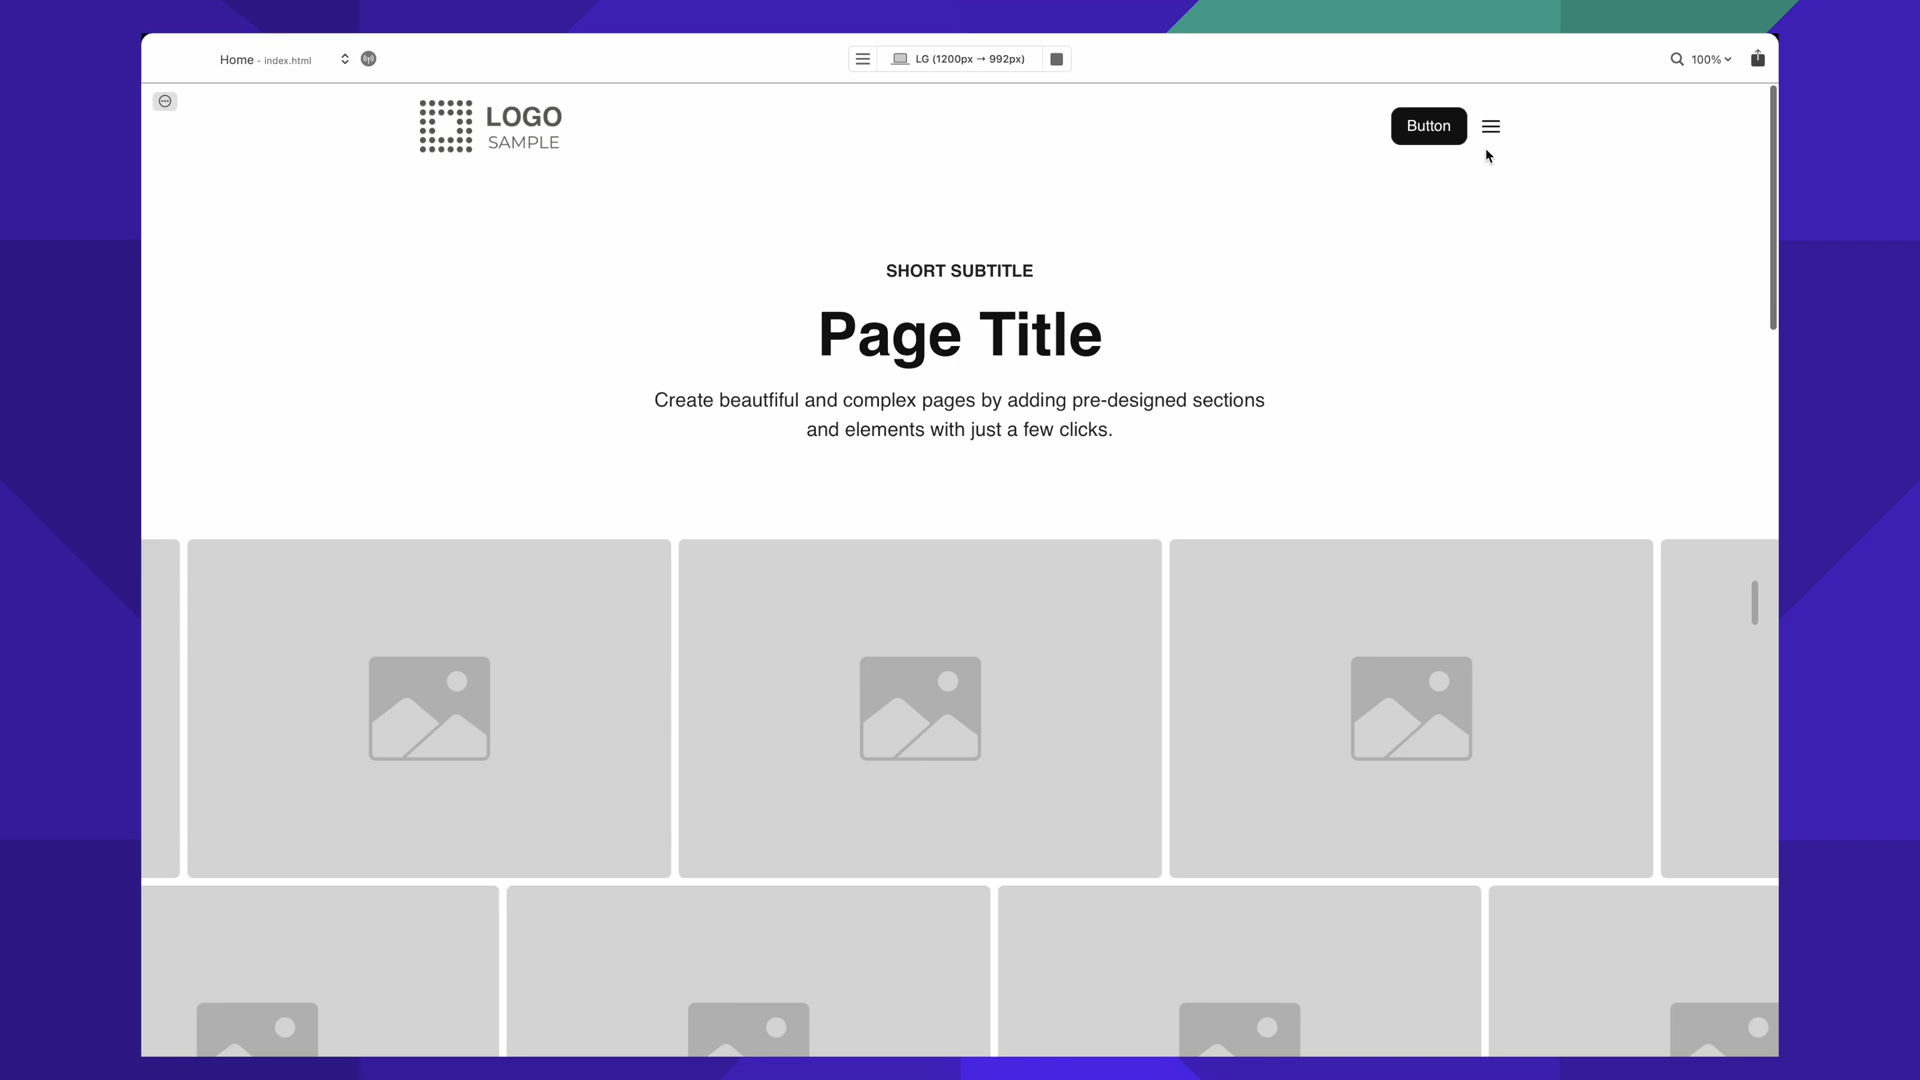 Home - index.html
LG (1200px → 992px)
100%
LOGO
SAMPLE
Button
SHORT SUBTITLE
Page Title
Create beautfiful and complex pages by adding pre-designed sections
and elements with just a few clicks.